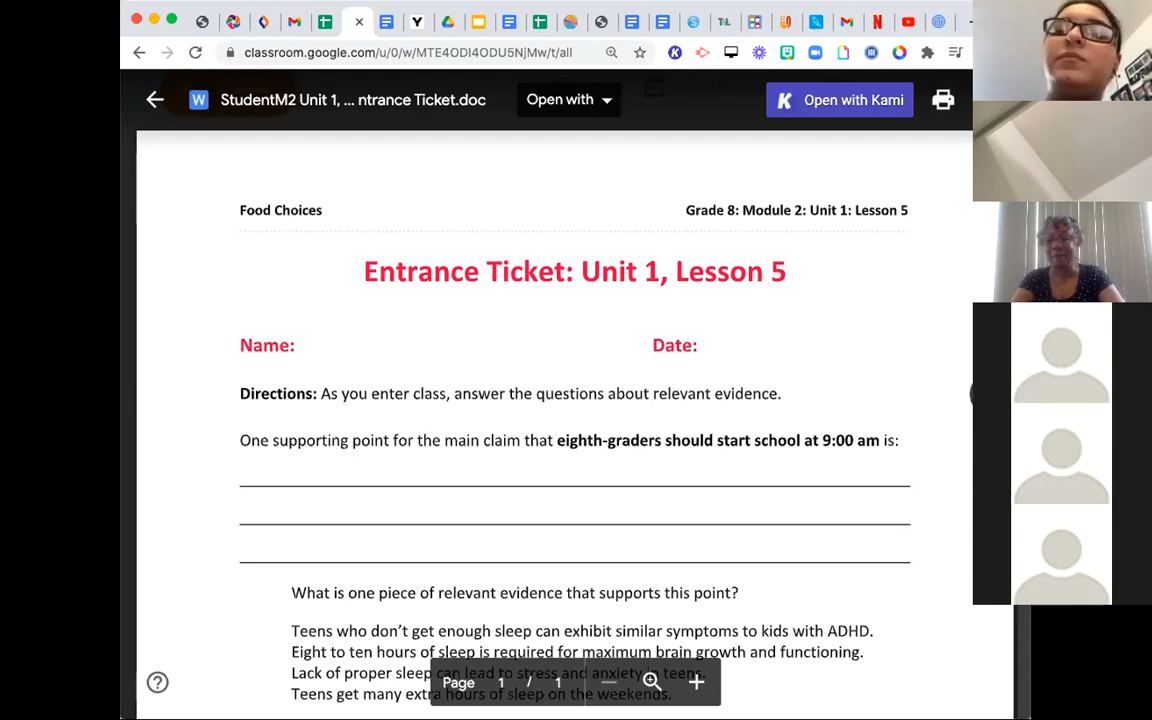 classroom.google.com/u/0/w/MTE4ODI4ODU5NjMw/t/all
StudentM2 Unit 1, ... ntrance Ticket.doc
Open with
Open with Kami
Food Choices
Grade 8: Module 2: Unit 1: Lesson 5
Entrance Ticket: Unit 1, Lesson 5
Name:
Date:
Directions: As you enter class, answer the questions about relevant evidence.
One supporting point for the main claim that eighth-graders should start school at 9:00 am is:
What is one piece of relevant evidence that supports this point?
Teens who don't get enough sleep can exhibit similar symptoms to kids with ADHD.
Eight to ten hours of sleep is required for maximum brain growth and functioning.
Lack of proper sleep can lead to stress and anxiety in teens.
Page 1 / 1
Teens get many extra hours of sleep on the weekends.